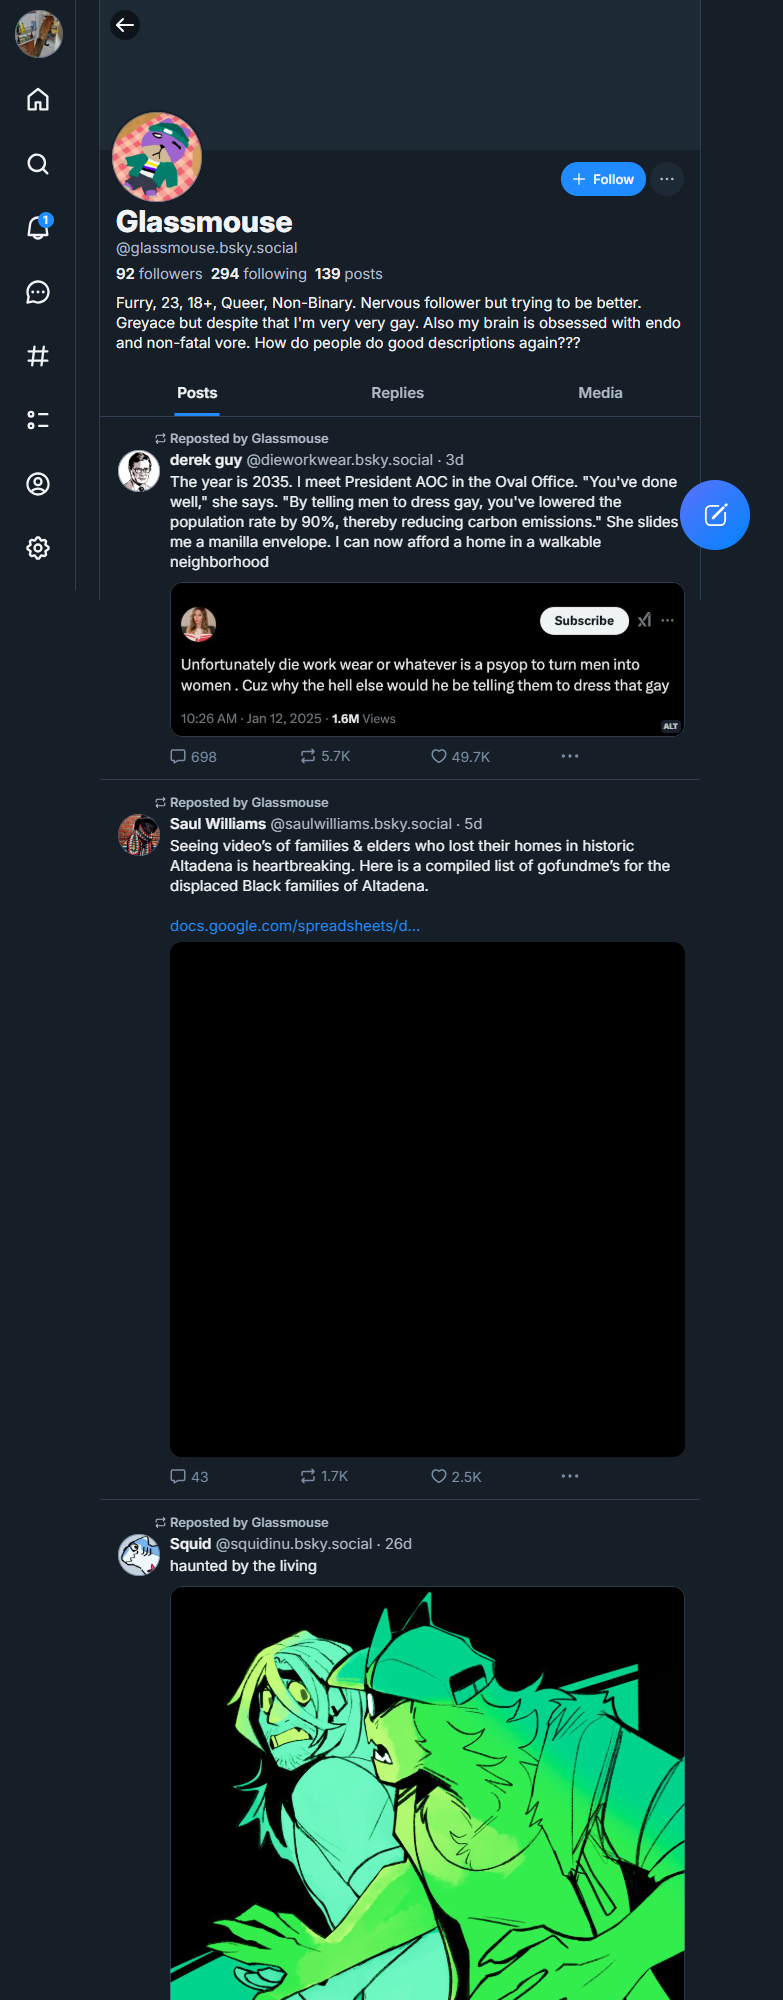 1
+ Follow
Glassmouse
@glassmouse.bsky.social
92 followers 294 following 139 posts
Furry, 23, 18+, Queer, Non-Binary. Nervous follower but trying to be better.
Greyace but despite that I'm very very gay. Also my brain is obsessed with endo
and non-fatal vore. How do people do good descriptions again???
Posts Replies Media
Reposted by Glassmouse
derek guy @dieworkwear.bsky.social · 3d
The year is 2035. I meet President AOC in the Oval Office. "You've done
well," she says. "By telling men to dress gay, you've lowered the
population rate by 90%, thereby reducing carbon emissions." She slides
me a manilla envelope. I can now afford a home in a walkable
neighborhood
Subscribe
Unfortunately die work wear or whatever is a psyop to turn men into
women . Cuz why the hell else would he be telling them to dress that gay
10:26 AM · Jan 12, 2025 · 1.6M Views
ALT
698 5.7K 49.7K
Reposted by Glassmouse
Saul Williams @saulwilliams.bsky.social · 5d
Seeing video’s of families & elders who lost their homes in historic
Altadena is heartbreaking. Here is a compiled list of gofundme’s for the
displaced Black families of Altadena.
docs.google.com/spreadsheets/d...
43 1.7K 2.5K
Reposted by Glassmouse
Squid @squidinu.bsky.social · 26d
haunted by the living